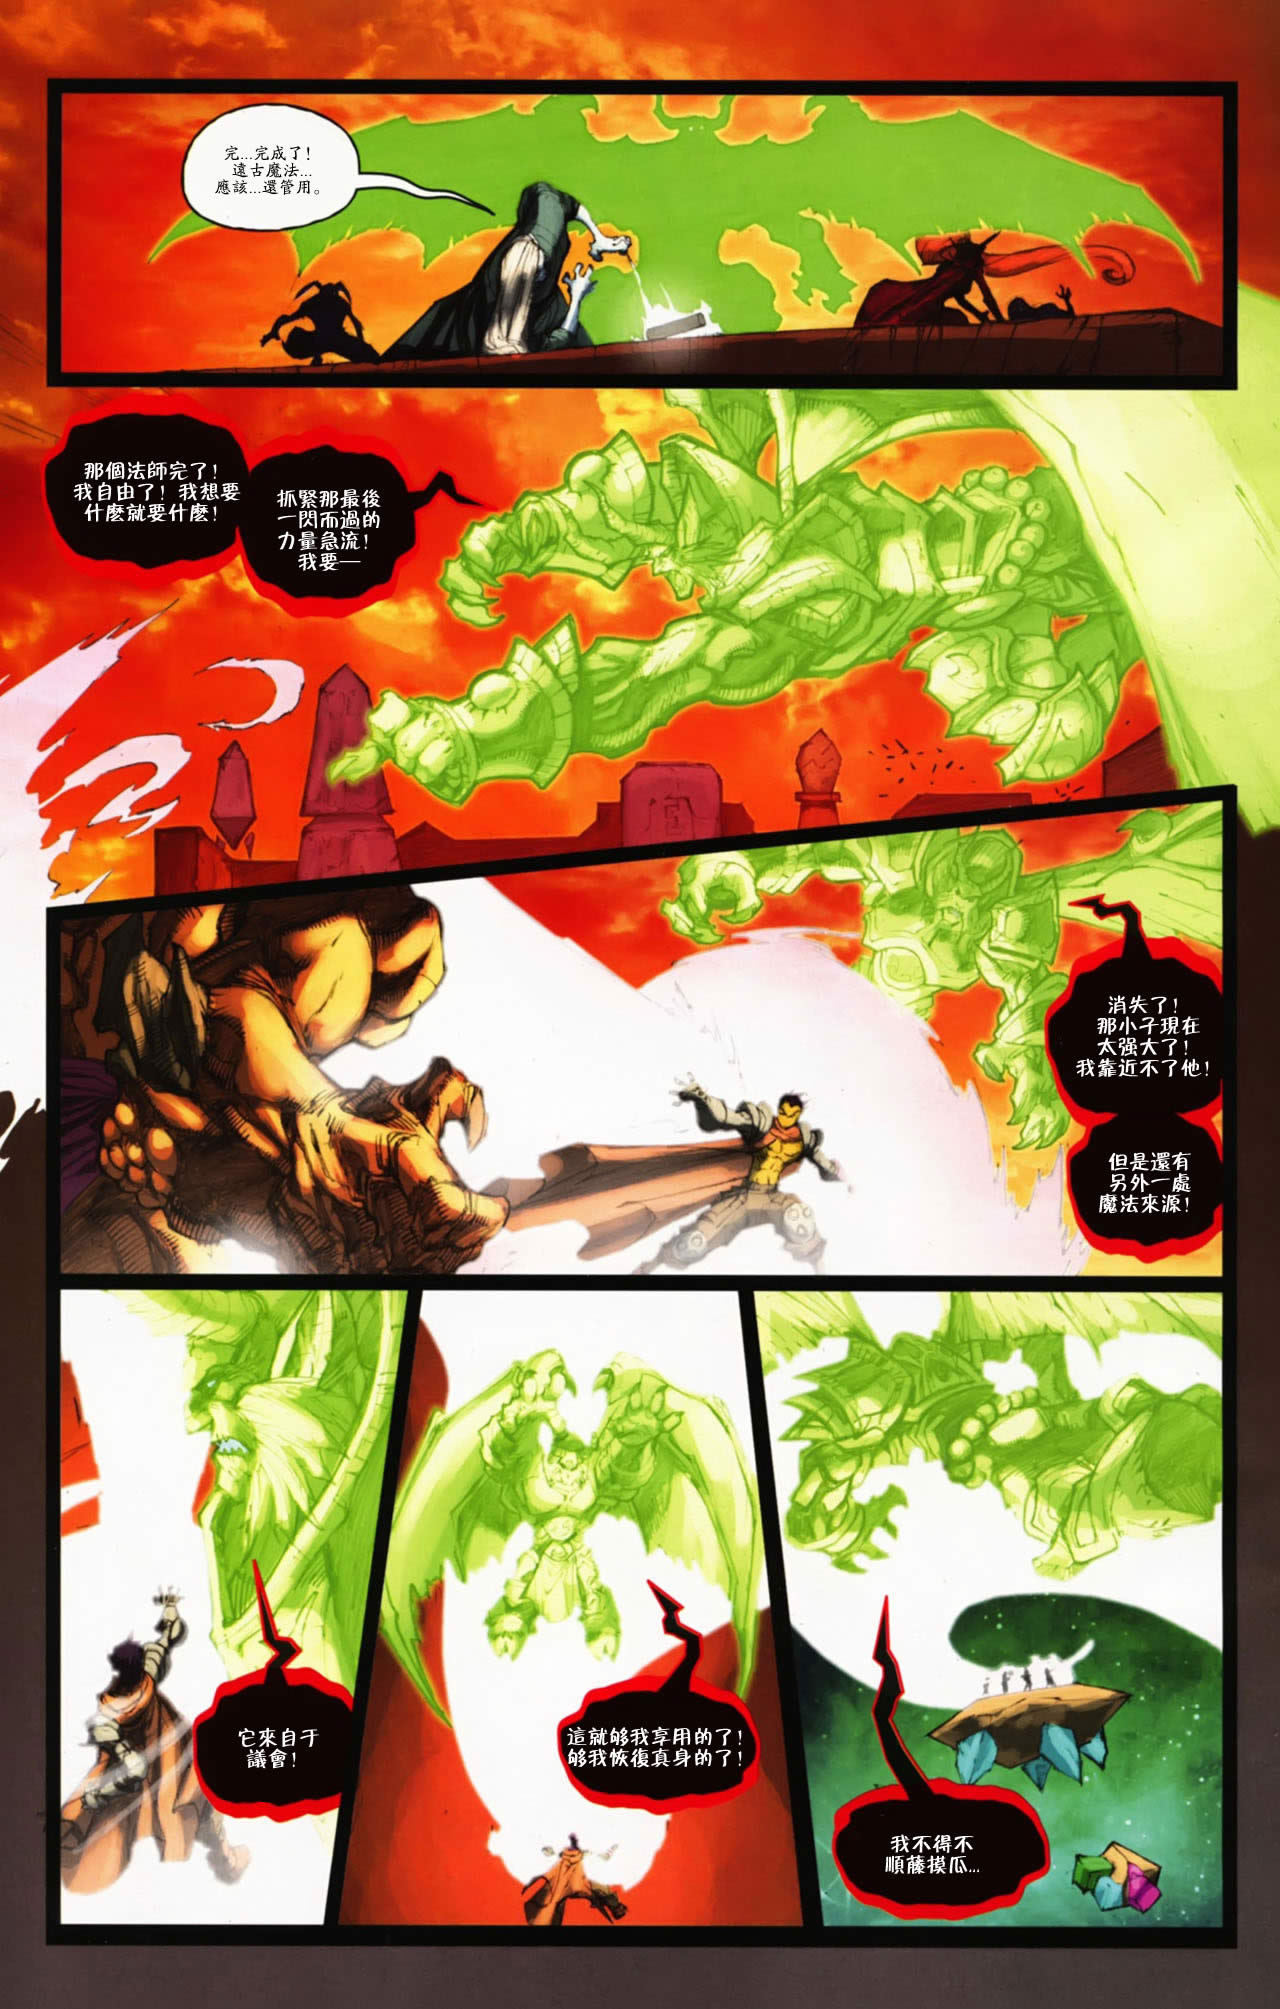 完...完成了！
遠古魔法...
應該...還管用。
那個法師完了！
我自由了！我想要
什麼就要什麼！
抓緊那最後
一閃而過的
力量急流！
我要—
消失了！
那小子現在
太强大了！
我靠近不了他！
但是還有
另外一處
魔法來源！
它來自于
議會！
這就够我享用的了！
够我恢復真身的了！
我不得不
順藤摸瓜...